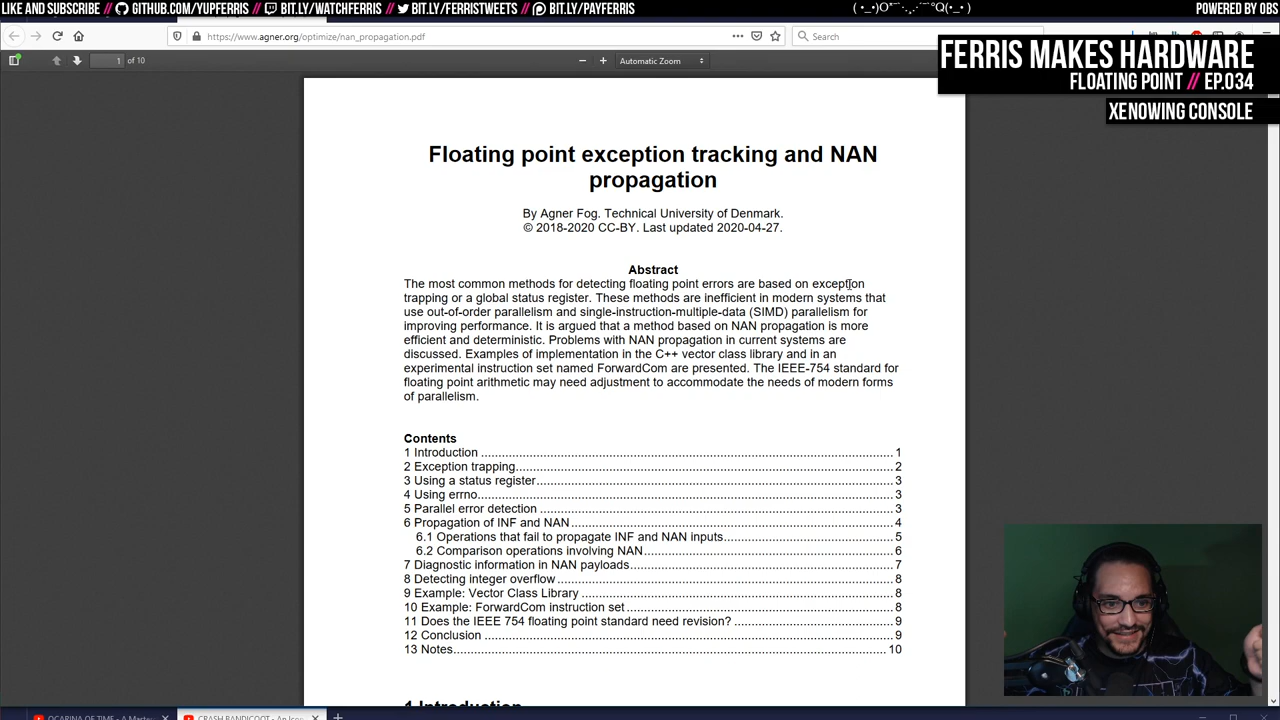 LIKE AND SUBSCRIBE // GITHUB.COM/YUPFERRIS // BIT.LY/WATCHFERRIS // BIT.LY/FERRISTWEETS // BIT.LY/PAYFERRIS
POWERED BY OBS
https://www.agner.org/optimize/nan_propagation.pdf
Search
1 of 10
Automatic Zoom
FERRIS MAKES HARDWARE
FLOATING POINT // EP.034
XENOWING CONSOLE
Floating point exception tracking and NAN
propagation
By Agner Fog. Technical University of Denmark.
© 2018-2020 CC-BY. Last updated 2020-04-27.
Abstract
The most common methods for detecting floating point errors are based on exception
trapping or a global status register. These methods are inefficient in modern systems that
use out-of-order parallelism and single-instruction-multiple-data (SIMD) parallelism for
improving performance. It is argued that a method based on NAN propagation is more
efficient and deterministic. Problems with NAN propagation in current systems are
discussed. Examples of implementation in the C++ vector class library and in an
experimental instruction set named ForwardCom are presented. The IEEE-754 standard for
floating point arithmetic may need adjustment to accommodate the needs of modern forms
of parallelism.
Contents
1 Introduction ..... 1
2 Exception trapping..... 2
3 Using a status register..... 3
4 Using errno..... 3
5 Parallel error detection ..... 3
6 Propagation of INF and NAN ..... 4
6.1 Operations that fail to propagate INF and NAN inputs..... 5
6.2 Comparison operations involving NAN..... 6
7 Diagnostic information in NAN payloads..... 7
8 Detecting integer overflow ..... 8
9 Example: Vector Class Library ..... 8
10 Example: ForwardCom instruction set ..... 8
11 Does the IEEE 754 floating point standard need revision? ..... 9
12 Conclusion ..... 9
13 Notes..... 10
1 Introduction
OCARINA OF TIME - A Master
CRASH BANDICOOT - An Ico